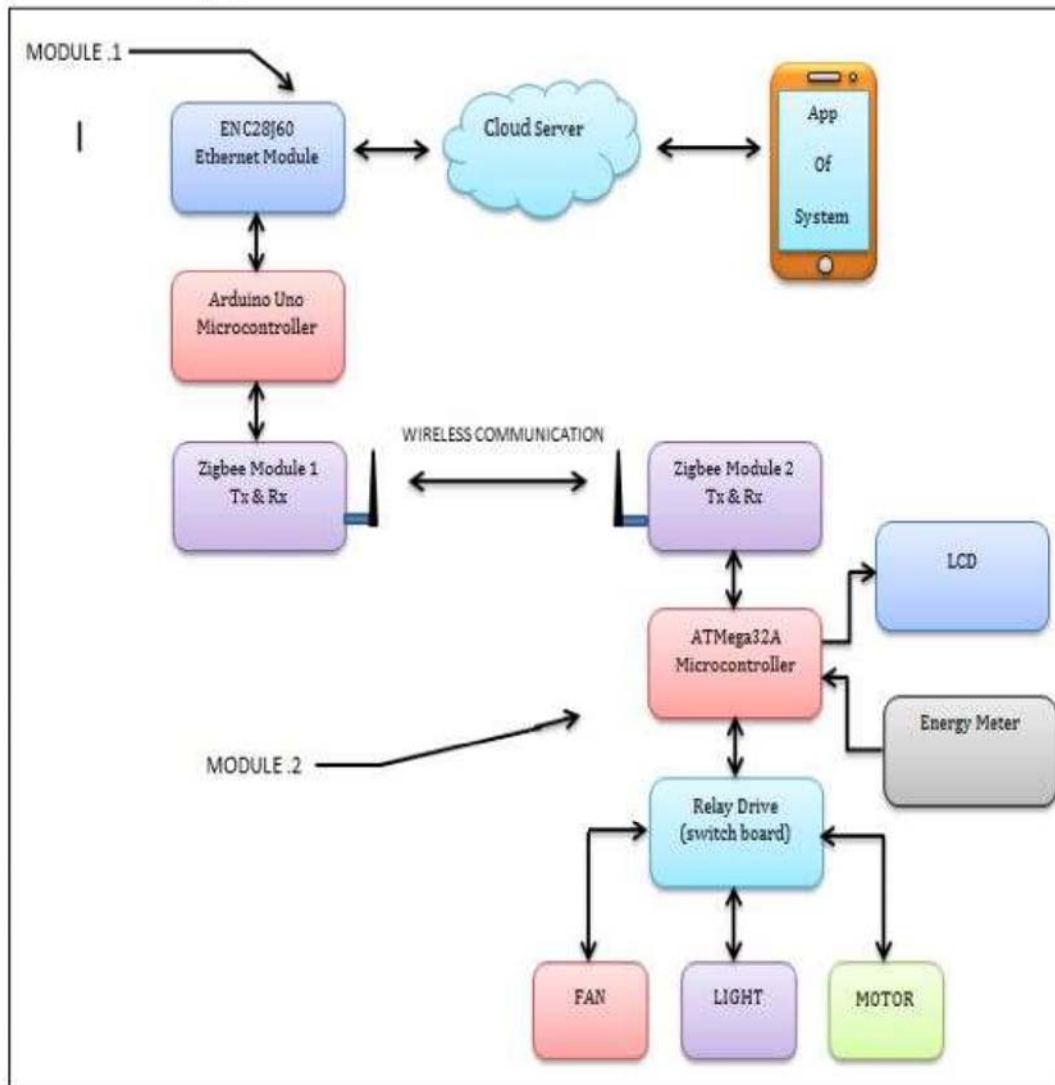 MODULE .1
ENC28J60
Ethernet Module
Cloud Server
App
Of
System
Arduino Uno
Microcontroller
WIRELESS COMMUNICATION
Zigbee Module 1
Tx & Rx
Zigbee Module 2
Tx & Rx
LCD
ATMega32A
Microcontroller
Energy Meter
MODULE .2
Relay Drive
(switch board)
FAN
LIGHT
MOTOR